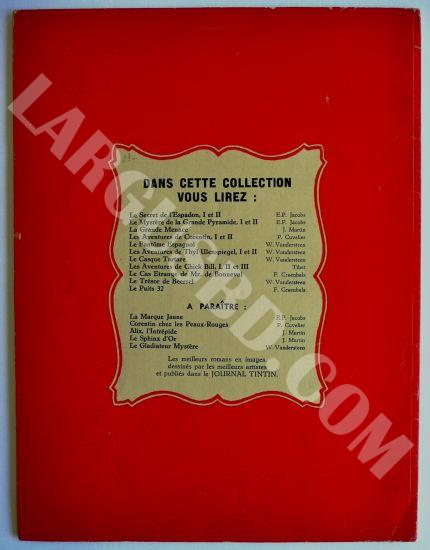 23.-
DANS CETTE COLLECTION
VOUS LIREZ :
Le Secret de l'Espadon, I et II E.P. Jacobs
Le Mystère de la Grande Pyramide, I et II E.P. Jacobs
La Grande Menace J. Martin
Les Aventures de Corentin, I et II P. Cuvelier
Le Fantôme Espagnol W. Vandersteen
Les Aventures de Thyl Ulenspiegel, I et II W. Vandersteen
Le Casque Tartare W. Vandersteen
Les Aventures de Chick Bill, I, II et III Tibet
Le Cas Etrange de Mr. de Bonneval F. Craenhals
Le Trésor de Beersel W. Vandersteen
Le Puits 32 F. Craenhals
A PARAÎTRE :
La Marque Jaune E.P. Jacobs
Corentin chez les Peaux-Rouges P. Cuvelier
Alix, l'Intrépide J. Martin
Le Sphinx d'Or J. Martin
Le Gladiateur Mystère W. Vandersteen
Les meilleurs romans en images,
dessinés par les meilleurs artistes
et publiés dans le JOURNAL TINTIN.